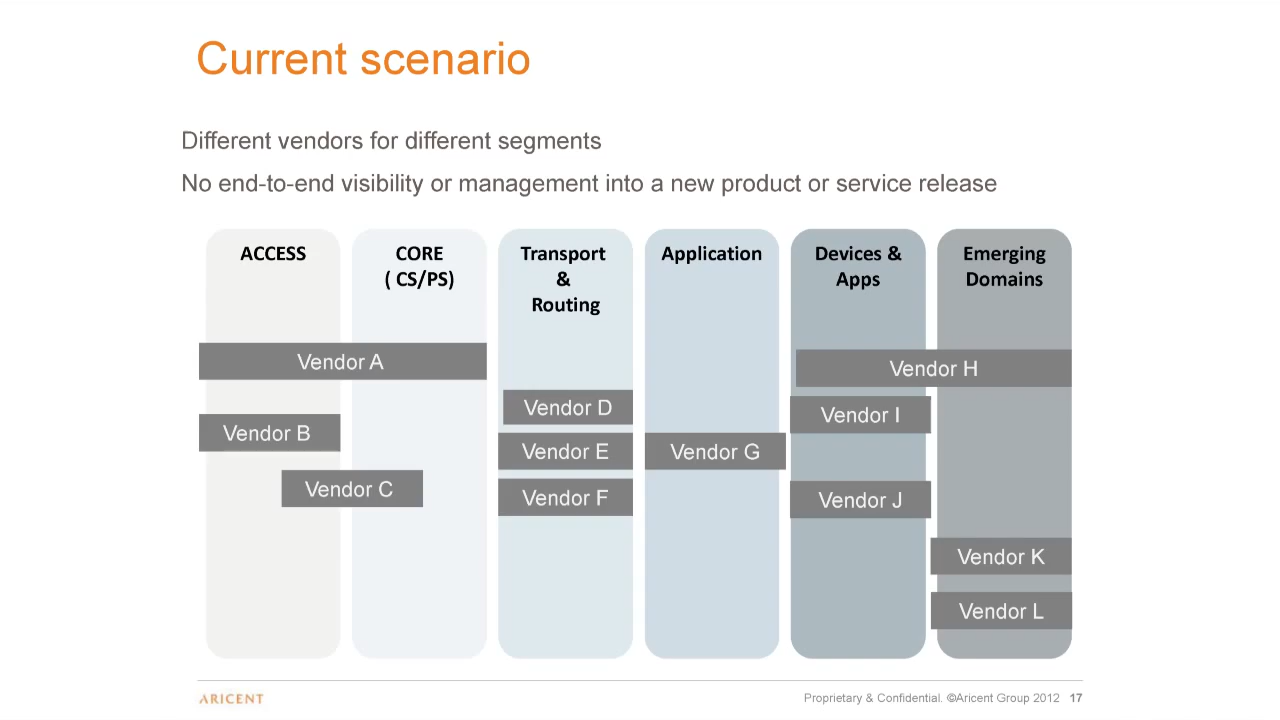 Current scenario
Different vendors for different segments
No end-to-end visibility or management into a new product or service release
ACCESS
CORE
( CS/PS)
Transport
&
Routing
Application
Devices &
Apps
Emerging
Domains
Vendor A
Vendor B
Vendor C
Vendor D
Vendor E
Vendor F
Vendor G
Vendor H
Vendor I
Vendor J
Vendor K
Vendor L
ARICENT
Proprietary & Confidential. ©Aricent Group 2012 17